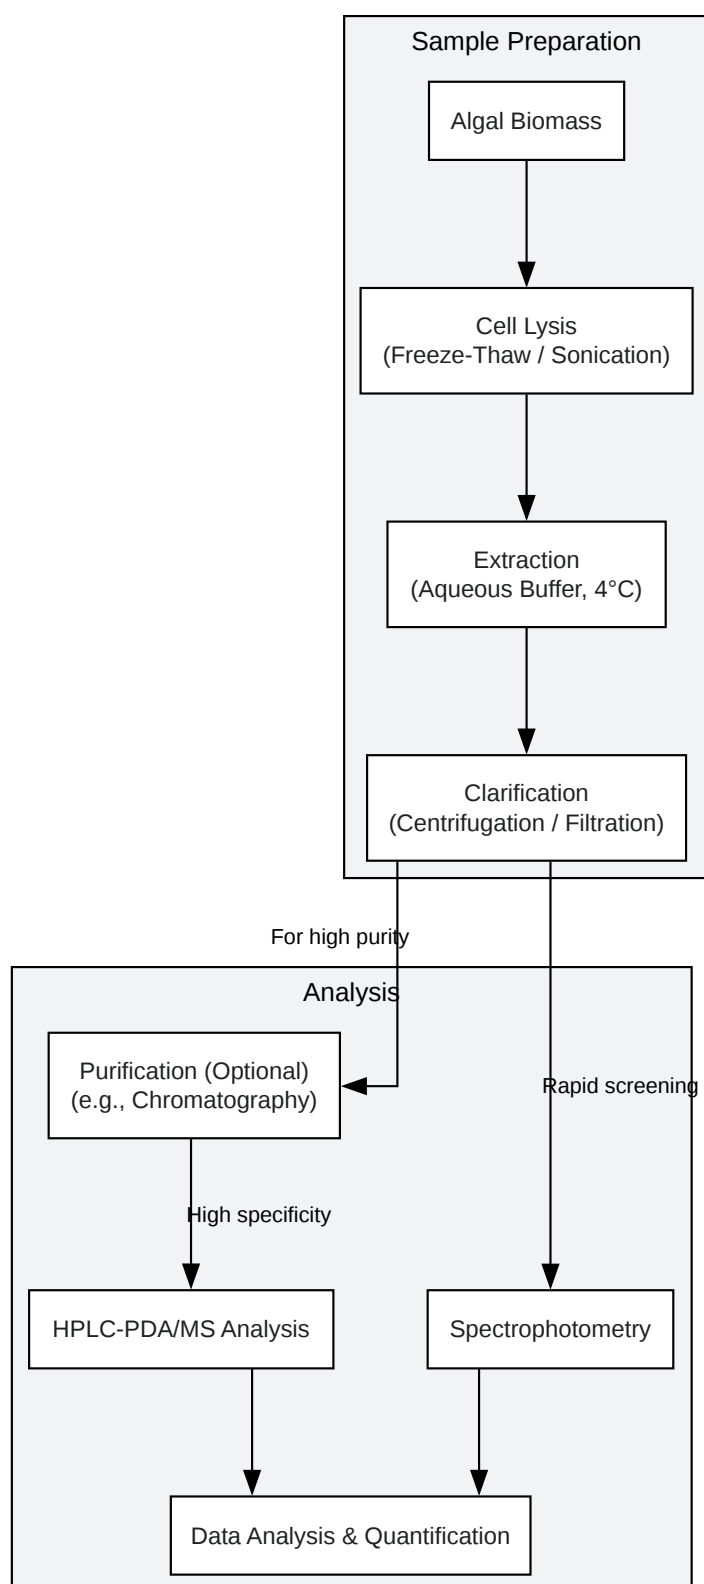 Sample Preparation
Algal Biomass
Cell Lysis
(Freeze-Thaw / Sonication)
Extraction
(Aqueous Buffer, 4°C)
Clarification
(Centrifugation / Filtration)
For high purity
Analysis
Purification (Optional)
(e.g., Chromatography)
Rapid screening
High specificity
HPLC-PDA/MS Analysis
Spectrophotometry
Data Analysis & Quantification